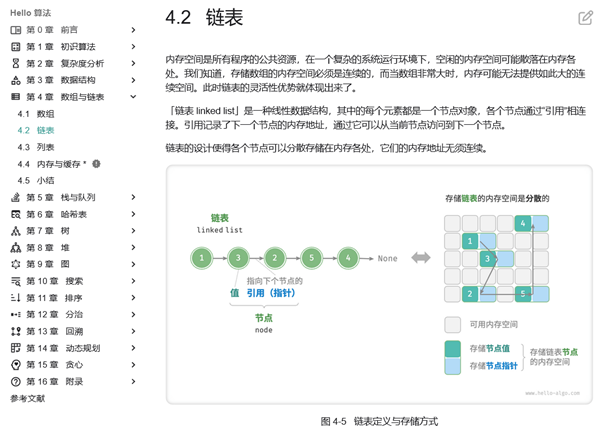 Hello 算法
第 0 章 前言
第 1 章 初识算法
第 2 章 复杂度分析
第 3 章 数据结构
第 4 章 数组与链表
4.1 数组
4.2 链表
4.3 列表
4.4 内存与缓存 *
4.5 小结
第 5 章 栈与队列
第 6 章 哈希表
第 7 章 树
第 8 章 堆
第 9 章 图
第 10 章 搜索
第 11 章 排序
第 12 章 分治
第 13 章 回溯
第 14 章 动态规划
第 15 章 贪心
第 16 章 附录
参考文献
4.2 链表
内存空间是所有程序的公共资源，在一个复杂的系统运行环境下，空闲的内存空间可能散落在内存各
处。我们知道，存储数组的内存空间必须是连续的，而当数组非常大时，内存可能无法提供如此大的连
续空间。此时链表的灵活性优势就体现出来了。
「链表 linked list」是一种线性数据结构，其中的每个元素都是一个节点对象，各个节点通过“引用”相连
接。引用记录了下一个节点的内存地址，通过它可以从当前节点访问到下一个节点。
链表的设计使得各个节点可以分散存储在内存各处，它们的内存地址无须连续。
链表
linked list
1 3 2 5 4 None
指向下个节点的
值 引用（指针）
节点
node
存储链表的内存空间是分散的
4
1
3
2 5
可用内存空间
存储节点值
存储节点指针
存储链表节点
的内存空间
www.hello-algo.com
图 4-5 链表定义与存储方式